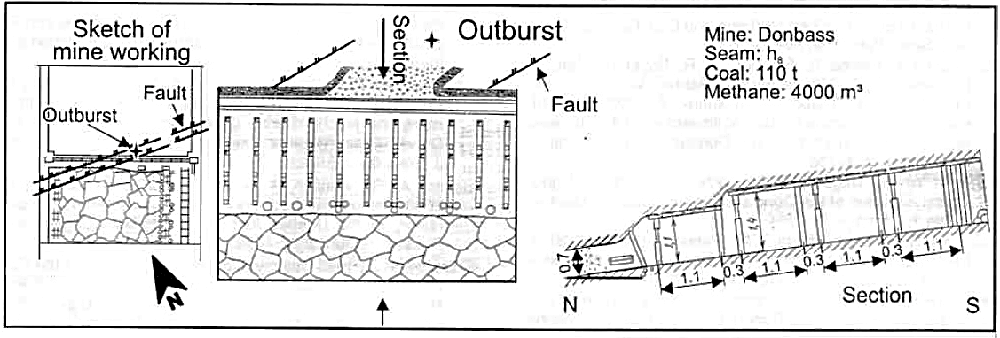 Sketch of
mine working
Fault
Outburst
N
Section
Outburst
Fault
Mine: Donbass
Seam: h₈
Coal: 110 t
Methane: 4000 m³
0.7
1.1
1.4
1.1
0.3
1.1
0.3
1.1
0.3
1.1
N
Section
S